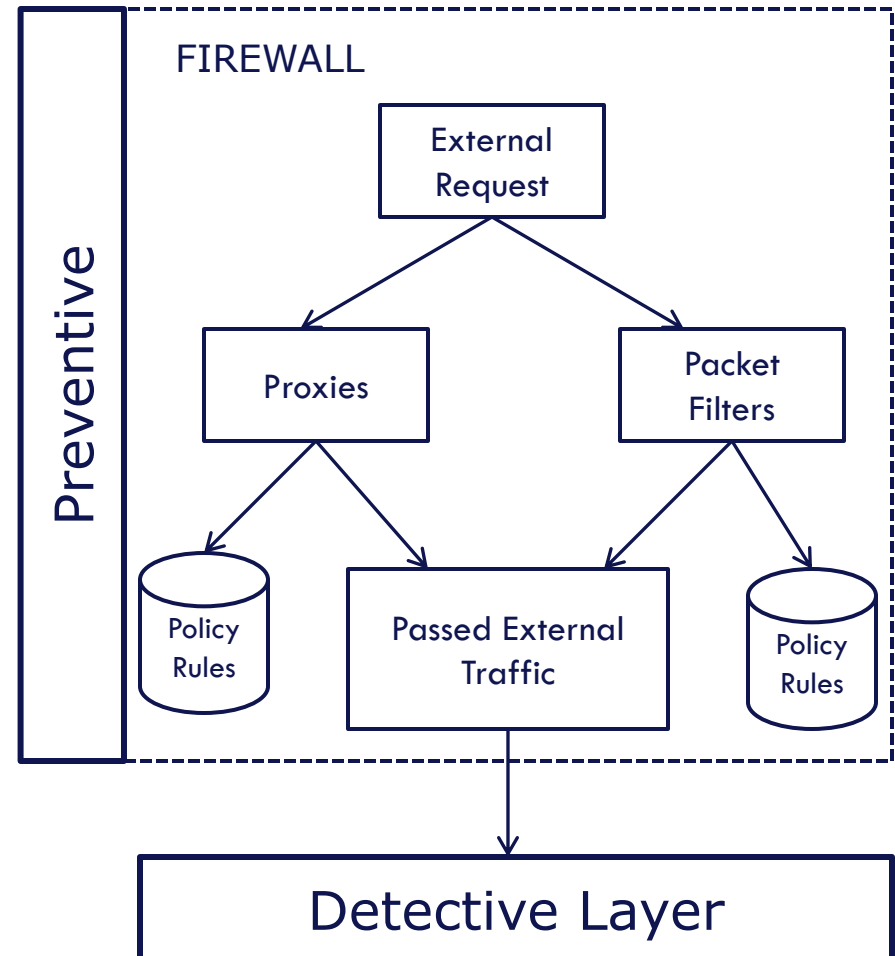 FIREWALL
External
Request
Preventive
Proxies
Packet
Filters
Policy
Rules
Passed External
Traffic
Policy
Rules
Detective Layer